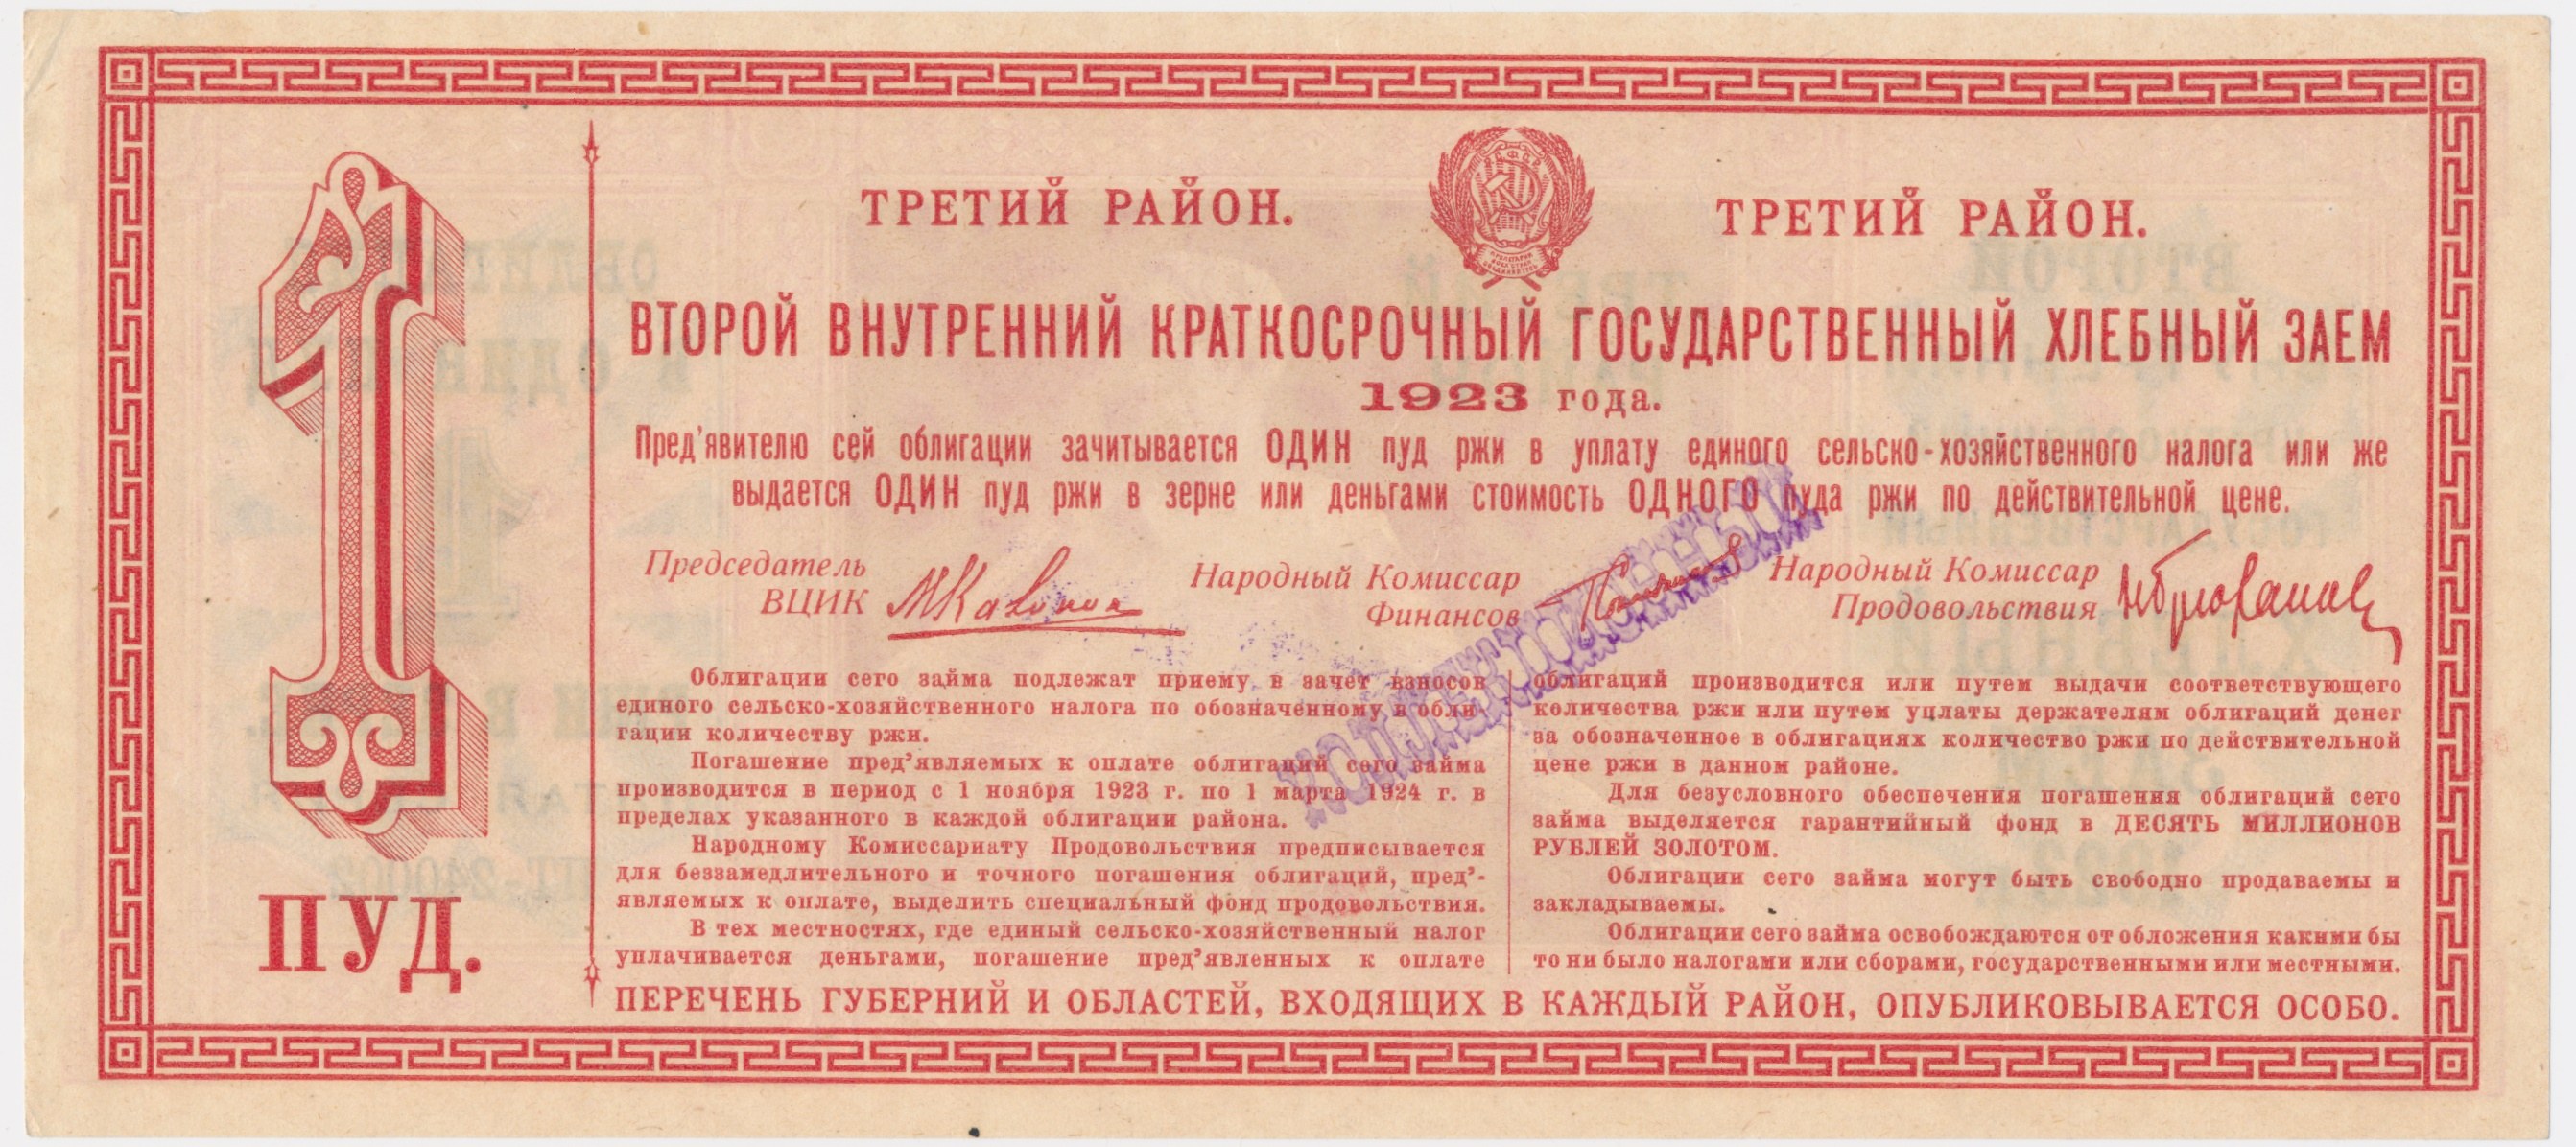 1
ПУД.
ТРЕТИЙ РАЙОН.
ТРЕТИЙ РАЙОН.
ВТОРОЙ ВНУТРЕННИЙ КРАТКОСРОЧНЫЙ ГОСУДАРСТВЕННЫЙ ХЛЕБНЫЙ ЗАЕМ
1923 года.
Пред'явителю сей облигации зачитывается ОДИН пуд ржи в уплату единого сельско-хозяйственного налога или же
выдается ОДИН пуд ржи в зерне или деньгами стоимость ОДНОГО пуда ржи по действительной цене.
Председатель
ВЦИК
Народный Комиссар
Финансов
Народный Комиссар
Продовольствия
Облигации сего займа подлежат приему в зачет взносов
единого сельско-хозяйственного налога по обозначенному в обли-
гации количеству ржи.
Погашение пред'являемых к оплате облигаций сего займа
производится в период с 1 ноября 1923 г. по 1 марта 1924 г. в
пределах указанного в каждой облигации района.
Народному Комиссариату Продовольствия предписывается
для беззамедлительного и точного погашения облигаций, пред'-
являемых к оплате, выделить специальный фонд продовольствия.
В тех местностях, где единый сельско-хозяйственный налог
уплачивается деньгами, погашение пред'явленных к оплате
облигаций производится или путем выдачи соответствующего
количества ржи или путем уплаты держателям облигаций денег
за обозначенное в облигациях количество ржи по действительной
цене ржи в данном районе.
Для безусловного обеспечения погашения облигаций сего
займа выделяется гарантийный фонд в ДЕСЯТЬ МИЛЛИОНОВ
РУБЛЕЙ ЗОЛОТОМ.
Облигации сего займа могут быть свободно продаваемы и
закладываемы.
Облигации сего займа освобождаются от обложения какими бы
то ни было налогами или сборами, государственными или местными.
ПЕРЕЧЕНЬ ГУБЕРНИЙ И ОБЛАСТЕЙ, ВХОДЯЩИХ В КАЖДЫЙ РАЙОН, ОПУБЛИКОВЫВАЕТСЯ ОСОБО.